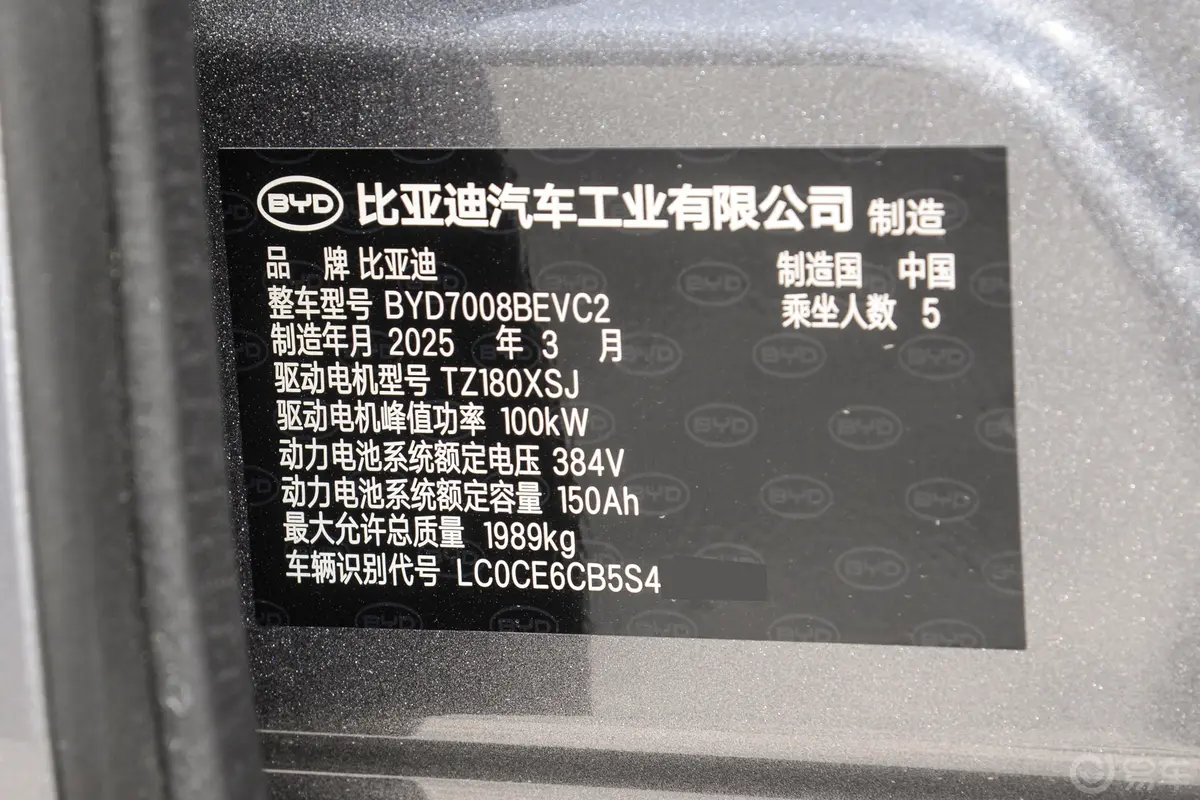 BYD 比亚迪汽车工业有限公司 制造
品 牌 比亚迪
制造国 中国
整车型号 BYD7008BEVC2
乘坐人数 5
制造年月 2025 年 3 月
驱动电机型号 TZ180XSJ
驱动电机峰值功率 100kW
动力电池系统额定电压 384V
动力电池系统额定容量 150Ah
最大允许总质量 1989kg
车辆识别代号 LC0CE6CB5S4
易车